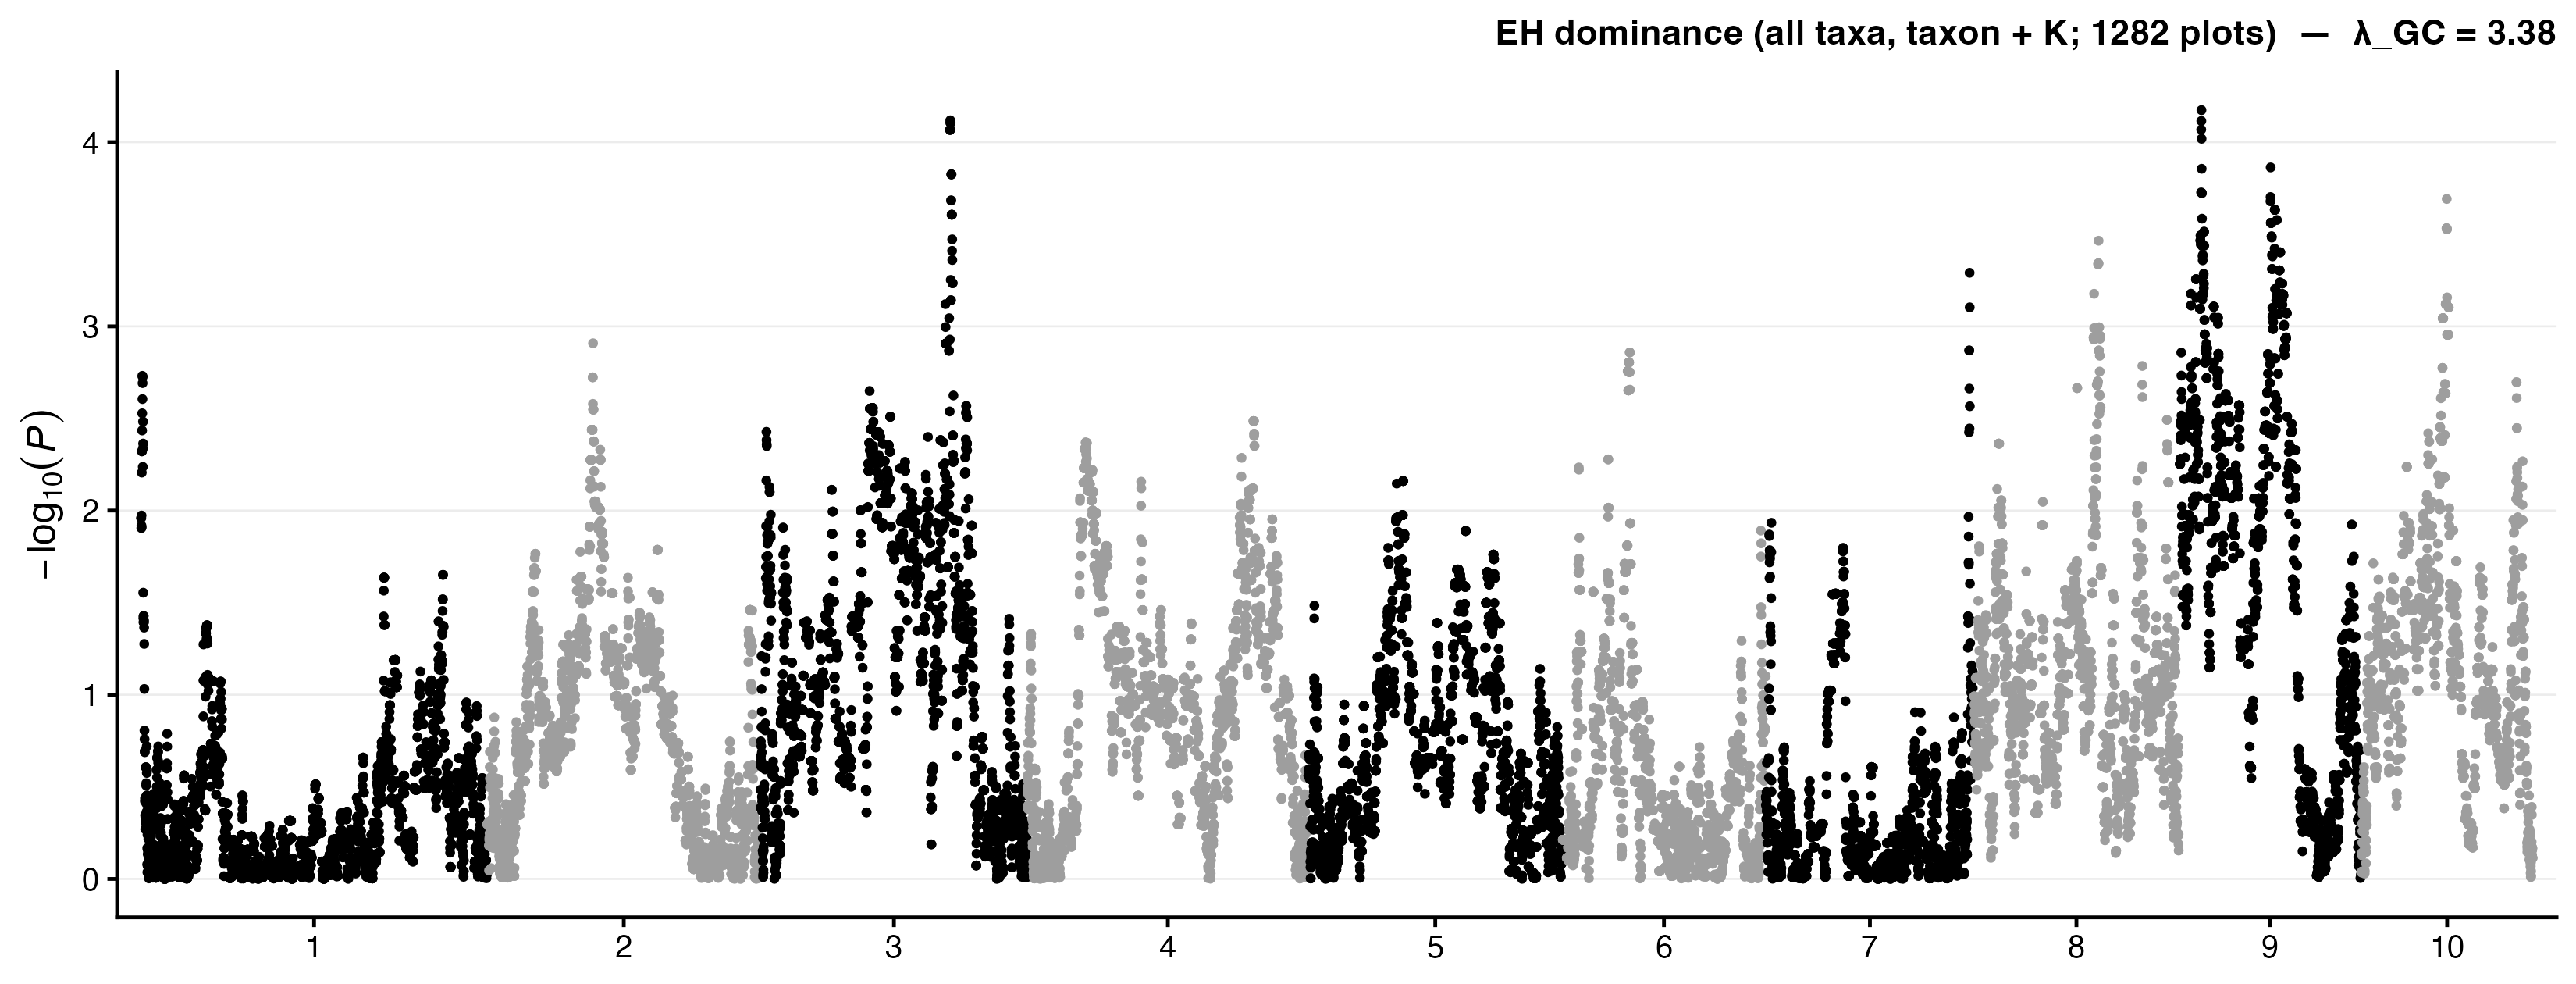 EH dominance (all taxa, taxon + K; 1282 plots) — λ_GC = 3.38
4
3
2
1
0
−log10(P)
1 2 3 4 5 6 7 8 9 10